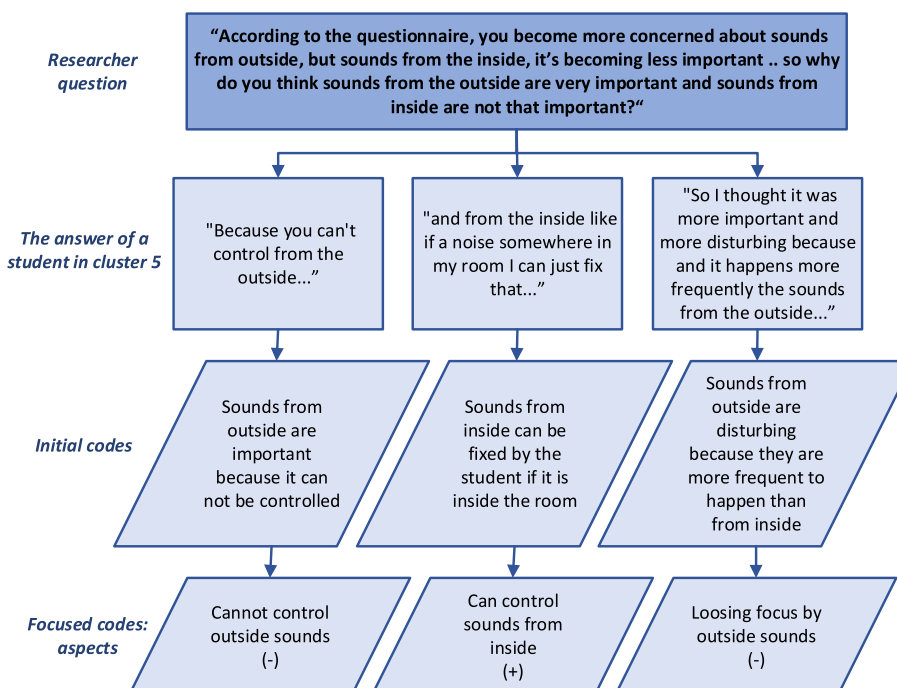 Researcher
question
“According to the questionnaire, you become more concerned about sounds
from outside, but sounds from the inside, it’s becoming less important .. so why
do you think sounds from the outside are very important and sounds from
inside are not that important?“
The answer of a
student in cluster 5
"Because you can't
control from the
outside...”
"and from the inside like
if a noise somewhere in
my room I can just fix
that...”
"So I thought it was
more important and
more disturbing because
and it happens more
frequently the sounds
from the outside...”
Initial codes
Sounds from
outside are
important
because it can
not be controlled
Sounds from
inside can be
fixed by the
student if it is
inside the room
Sounds from
outside are
disturbing
because they are
more frequent to
happen than
from inside
Focused codes:
aspects
Cannot control
outside sounds
(-)
Can control
sounds from
inside
(+)
Loosing focus by
outside sounds
(-)